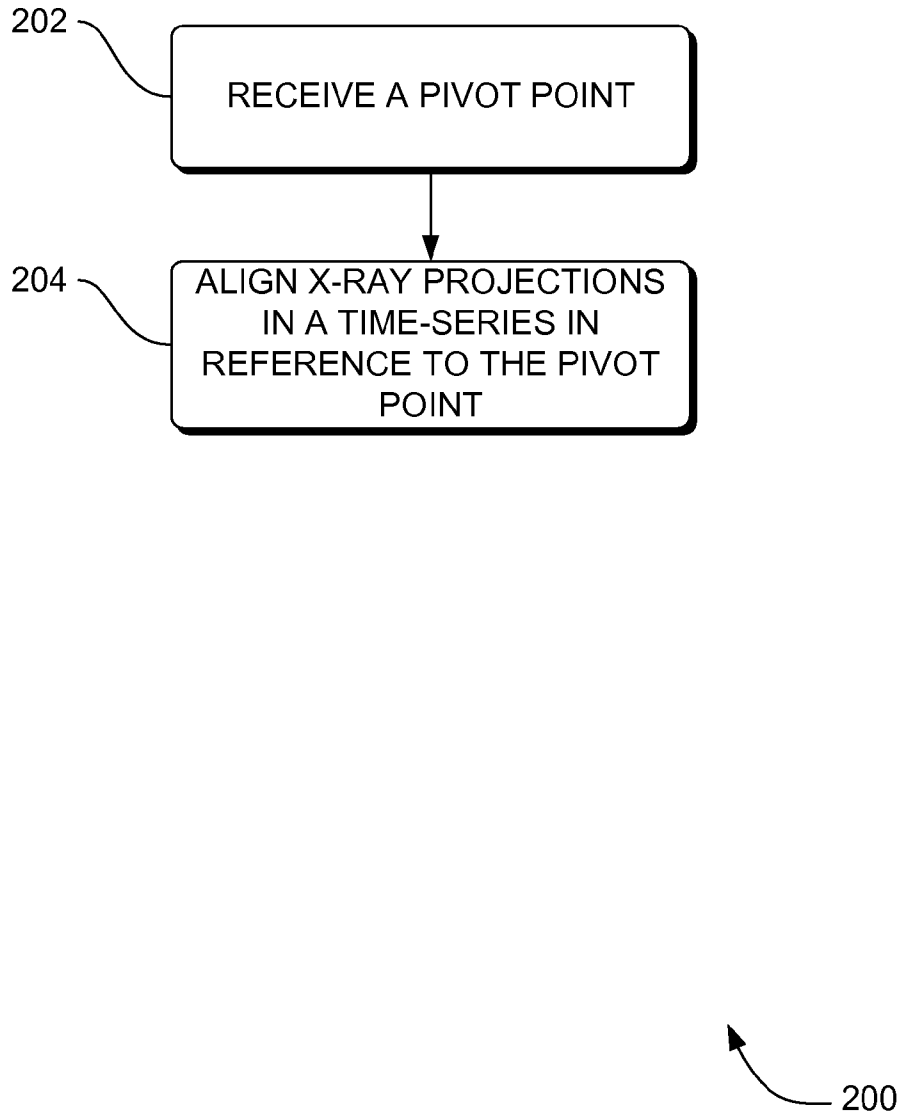 202
RECEIVE A PIVOT POINT
204
ALIGN X-RAY PROJECTIONS
IN A TIME-SERIES IN
REFERENCE TO THE PIVOT
POINT
200